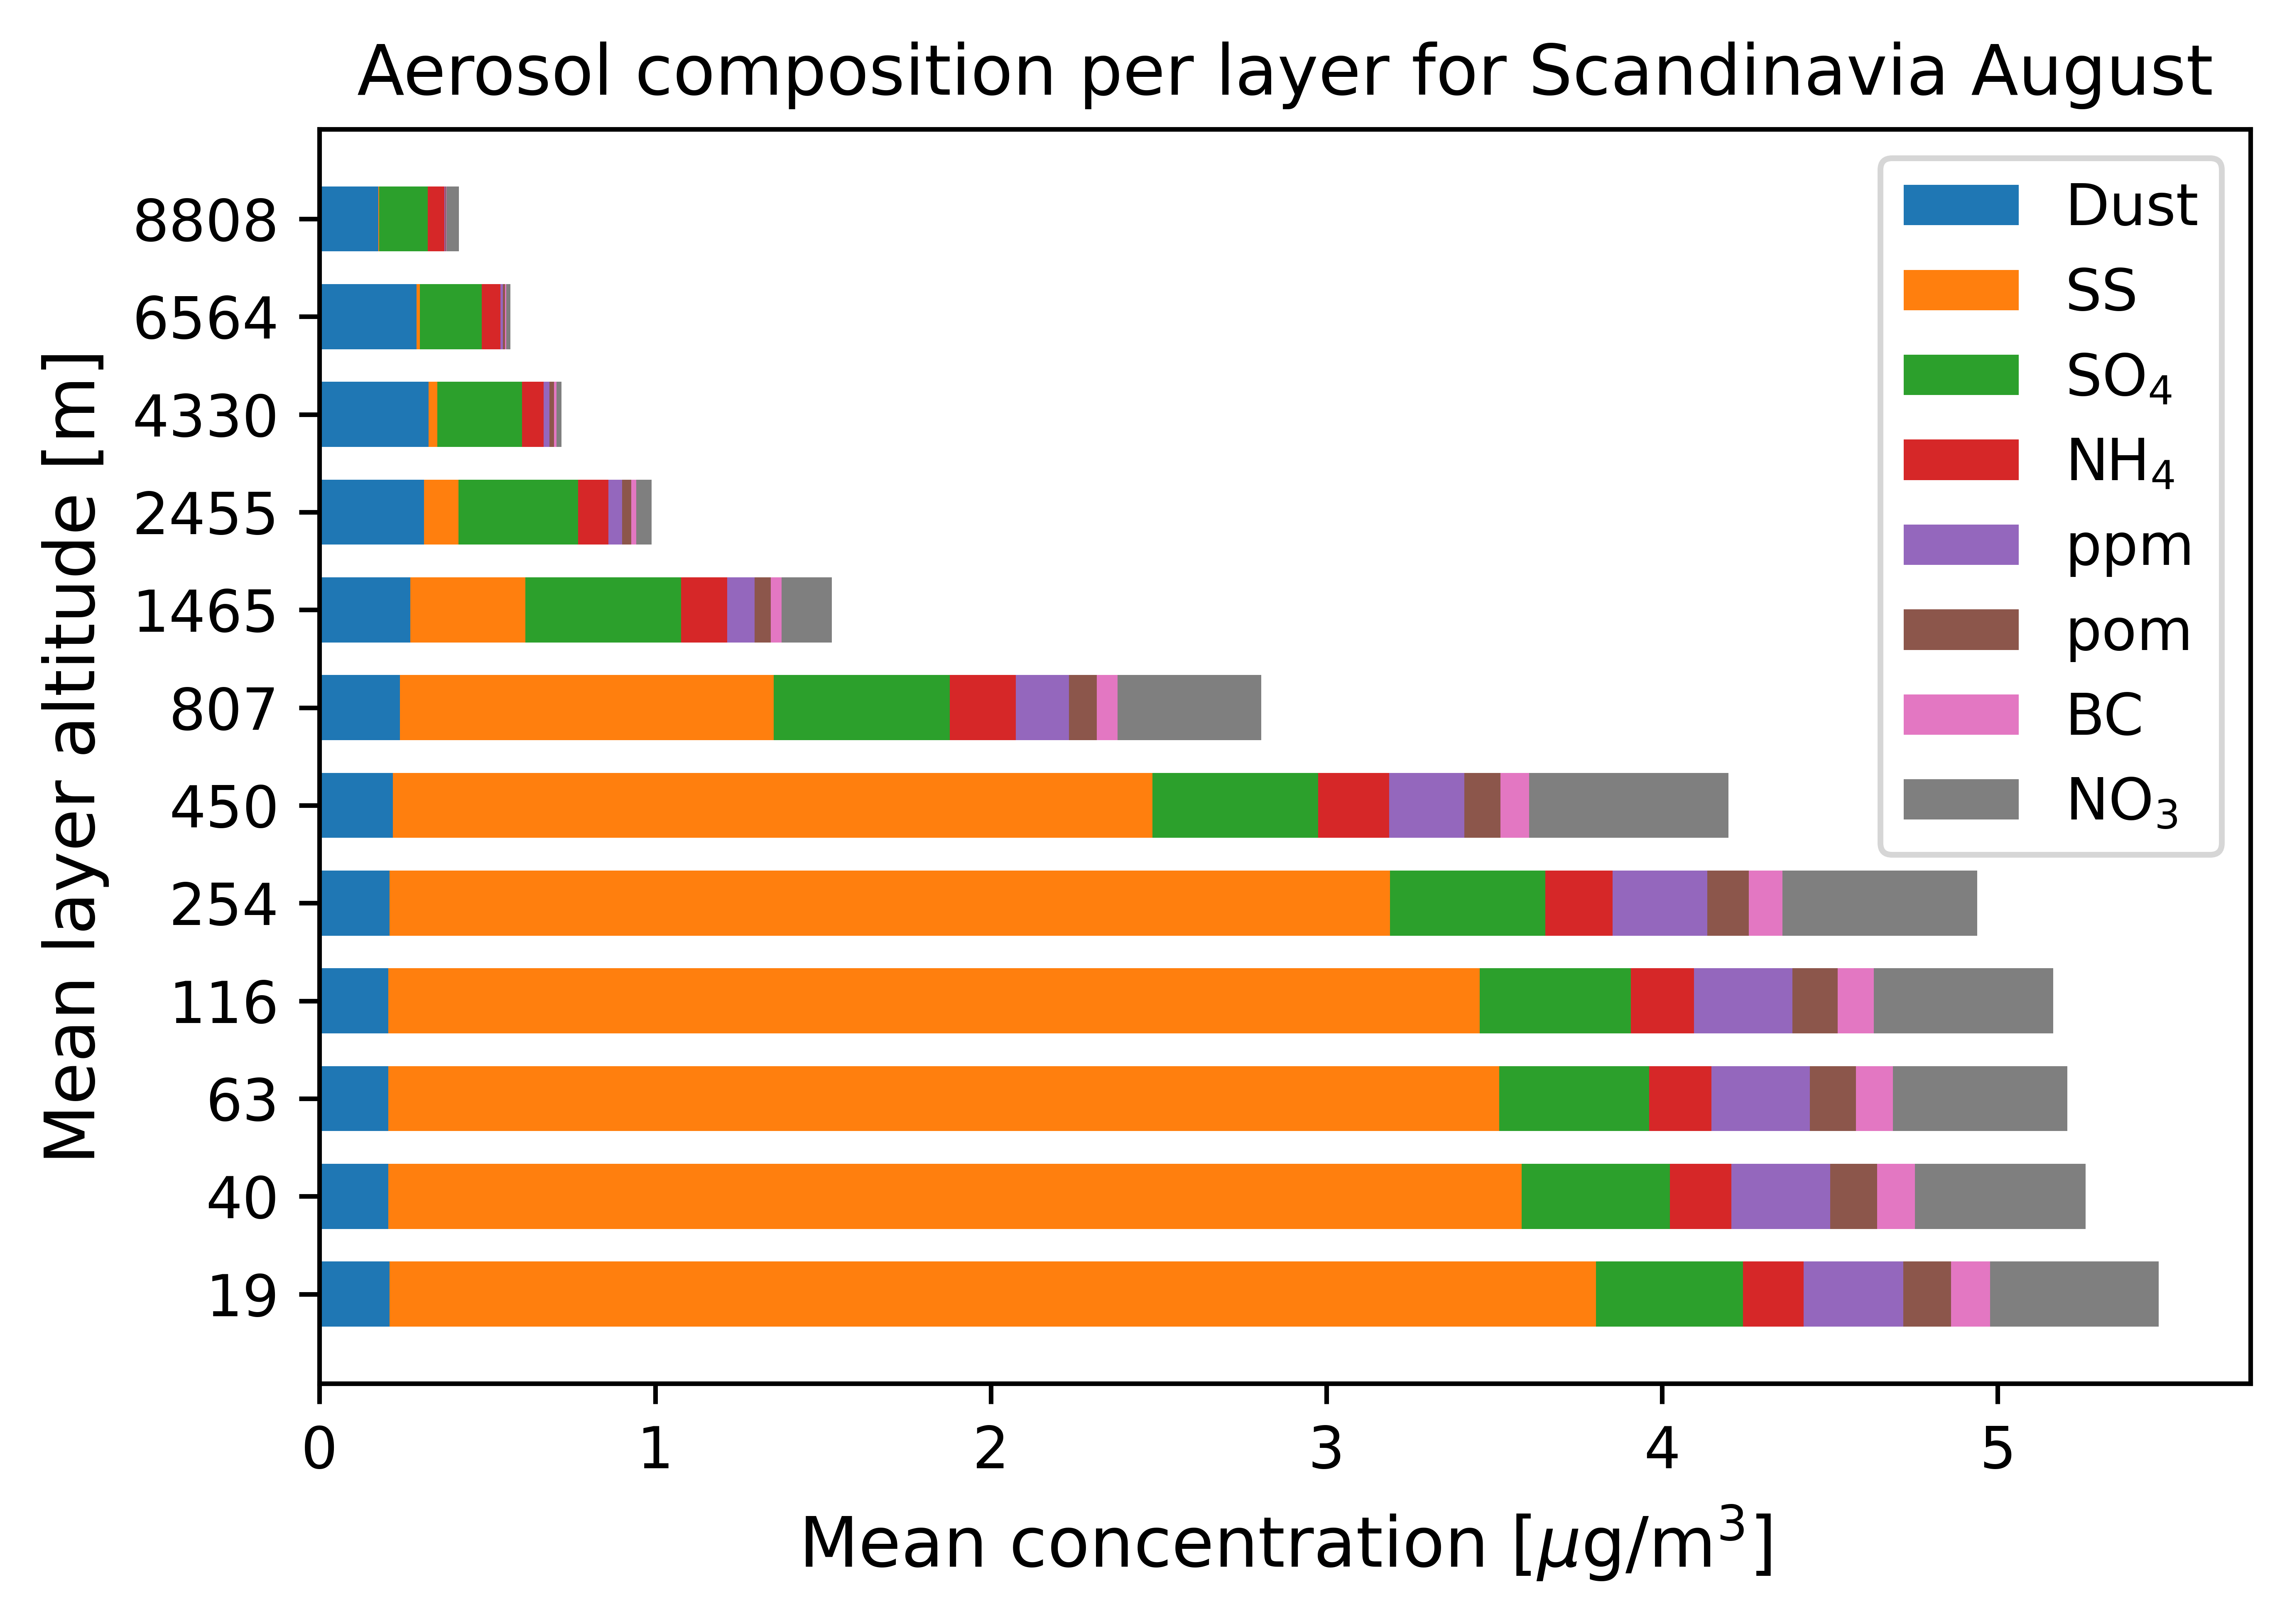 Aerosol composition per layer for Scandinavia August
Mean layer altitude [m]
8808
6564
4330
2455
1465
807
450
254
116
63
40
19
0 1 2 3 4 5
Mean concentration [μg/m³]
Dust
SS
SO₄
NH₄
ppm
pom
BC
NO₃